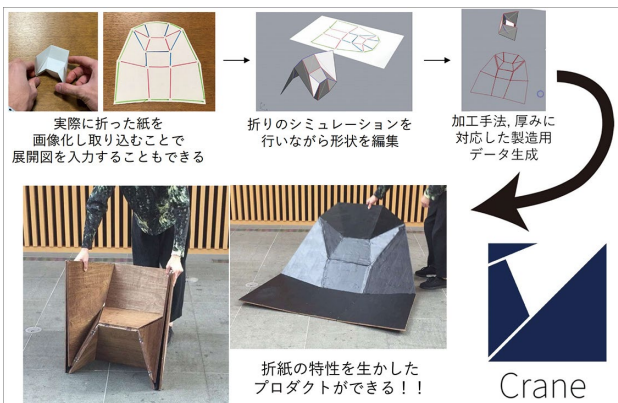 実際に折った紙を
画像化し取り込むことで
展開図を入力することもできる
折りのシミュレーションを
行いながら形状を編集
加工手法, 厚みに
対応した製造用
データ生成
折紙の特性を生かした
プロダクトができる！！
Crane